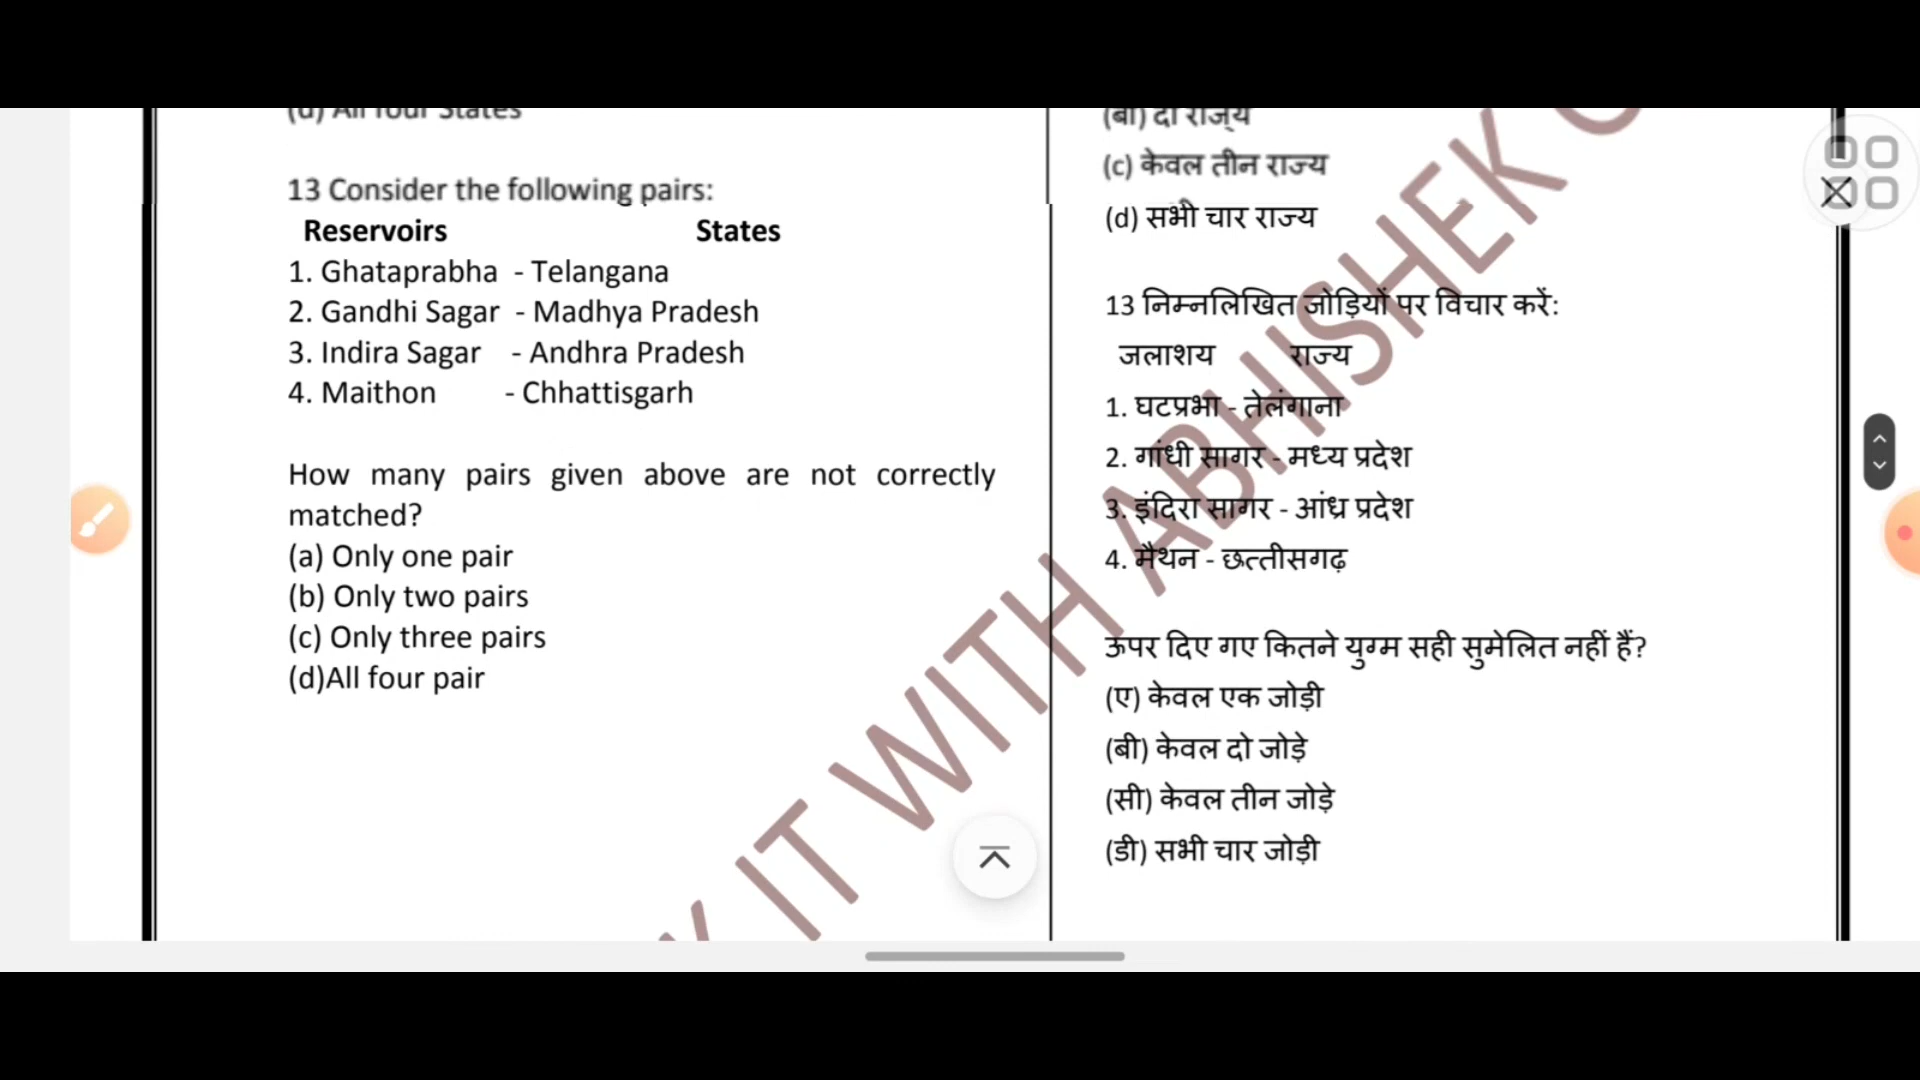 (d) All four States
13 Consider the following pairs:
Reservoirs States
1. Ghataprabha - Telangana
2. Gandhi Sagar - Madhya Pradesh
3. Indira Sagar - Andhra Pradesh
4. Maithon - Chhattisgarh
How many pairs given above are not correctly
matched?
(a) Only one pair
(b) Only two pairs
(c) Only three pairs
(d)All four pair
(बी) दो राज्य
(c) केवल तीन राज्य
(d) सभी चार राज्य
13 निम्नलिखित जोड़ियों पर विचार करें:
जलाशय राज्य
1. घटप्रभा - तेलंगाना
2. गांधी सागर - मध्य प्रदेश
3. इंदिरा सागर - आंध्र प्रदेश
4. मैथन - छत्तीसगढ़
ऊपर दिए गए कितने युग्म सही सुमेलित नहीं हैं?
(ए) केवल एक जोड़ी
(बी) केवल दो जोड़े
(सी) केवल तीन जोड़े
(डी) सभी चार जोड़ी
IT WITH ABHISHEK